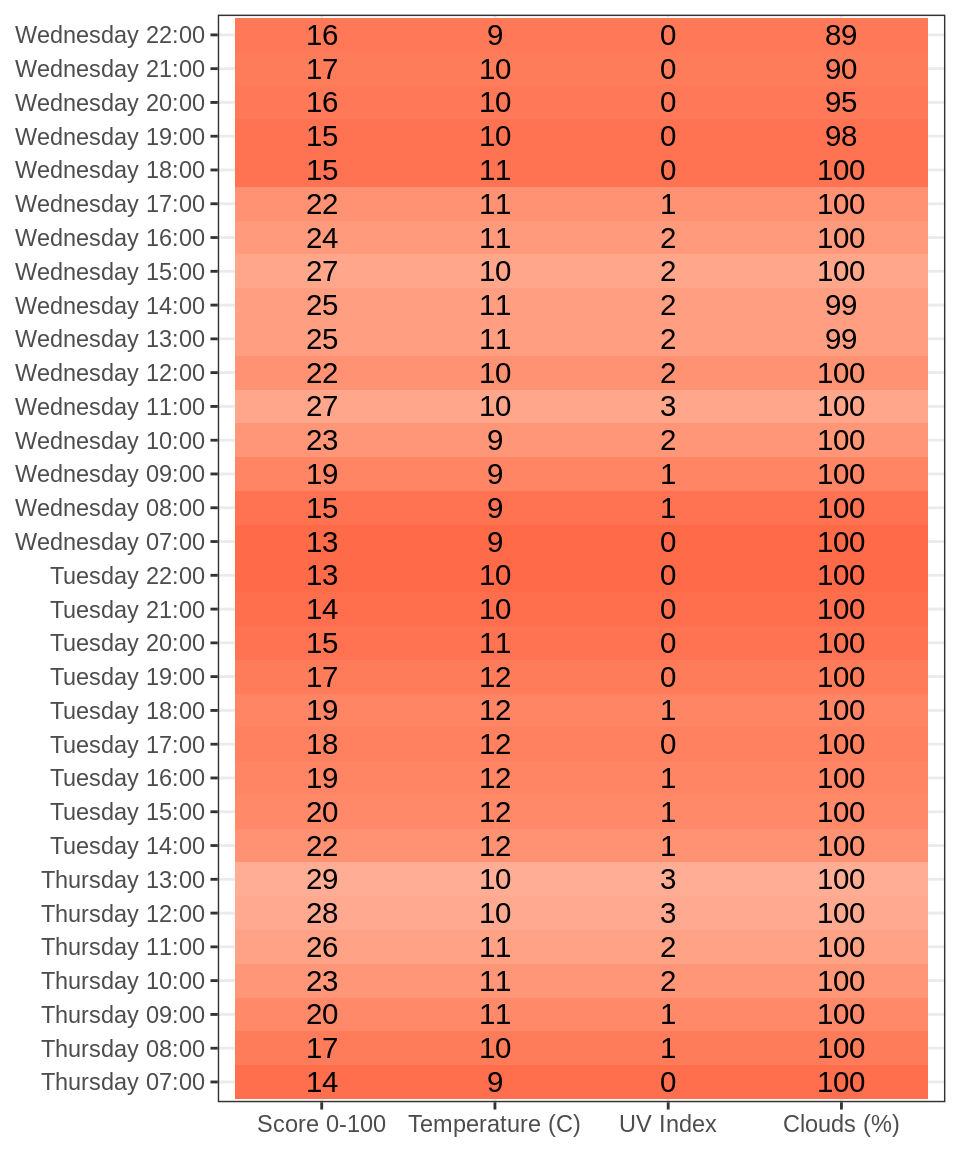 Wednesday 22:00 16 9 0 89
Wednesday 21:00 17 10 0 90
Wednesday 20:00 16 10 0 95
Wednesday 19:00 15 10 0 98
Wednesday 18:00 15 11 0 100
Wednesday 17:00 22 11 1 100
Wednesday 16:00 24 11 2 100
Wednesday 15:00 27 10 2 100
Wednesday 14:00 25 11 2 99
Wednesday 13:00 25 11 2 99
Wednesday 12:00 22 10 2 100
Wednesday 11:00 27 10 3 100
Wednesday 10:00 23 9 2 100
Wednesday 09:00 19 9 1 100
Wednesday 08:00 15 9 1 100
Wednesday 07:00 13 9 0 100
Tuesday 22:00 13 10 0 100
Tuesday 21:00 14 10 0 100
Tuesday 20:00 15 11 0 100
Tuesday 19:00 17 12 0 100
Tuesday 18:00 19 12 1 100
Tuesday 17:00 18 12 0 100
Tuesday 16:00 19 12 1 100
Tuesday 15:00 20 12 1 100
Tuesday 14:00 22 12 1 100
Thursday 13:00 29 10 3 100
Thursday 12:00 28 10 3 100
Thursday 11:00 26 11 2 100
Thursday 10:00 23 11 2 100
Thursday 09:00 20 11 1 100
Thursday 08:00 17 10 1 100
Thursday 07:00 14 9 0 100
Score 0-100 Temperature (C) UV Index Clouds (%)